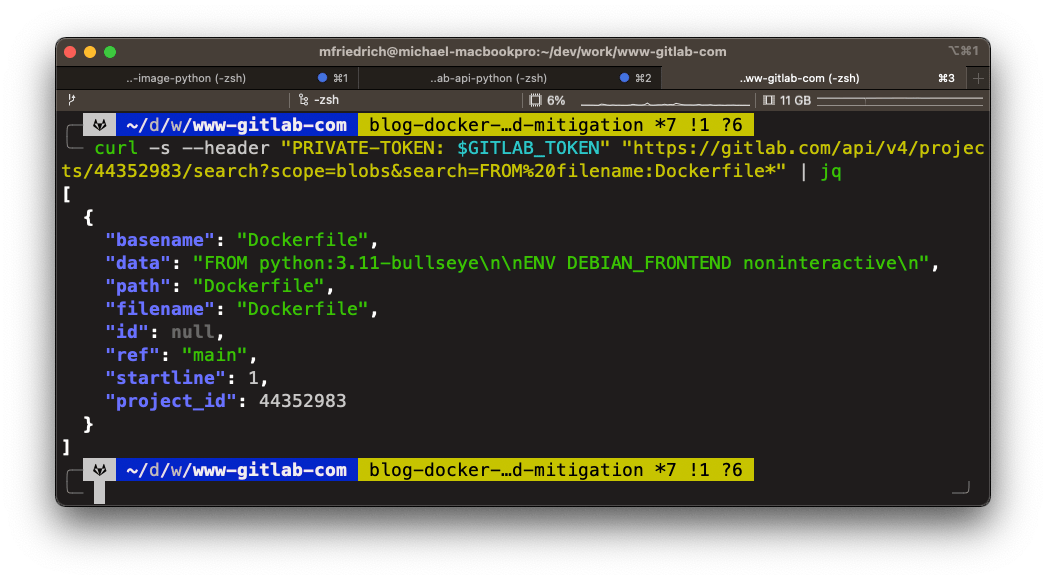 mfriedrich@michael-macbookpro:~/dev/work/www-gitlab-com ⌥⌘1
..-image-python (-zsh) ⌘1 ..ab-api-python (-zsh) ⌘2 ..ww-gitlab-com (-zsh) ⌘3 +
-zsh 6% 11 GB
~/d/w/www-gitlab-com blog-docker-…d-mitigation *7 !1 ?6
curl -s --header "PRIVATE-TOKEN: $GITLAB_TOKEN" "https://gitlab.com/api/v4/projec
ts/44352983/search?scope=blobs&search=FROM%20filename:Dockerfile*" | jq
[
  {
    "basename": "Dockerfile",
    "data": "FROM python:3.11-bullseye\n\nENV DEBIAN_FRONTEND noninteractive\n",
    "path": "Dockerfile",
    "filename": "Dockerfile",
    "id": null,
    "ref": "main",
    "startline": 1,
    "project_id": 44352983
  }
]
~/d/w/www-gitlab-com blog-docker-…d-mitigation *7 !1 ?6